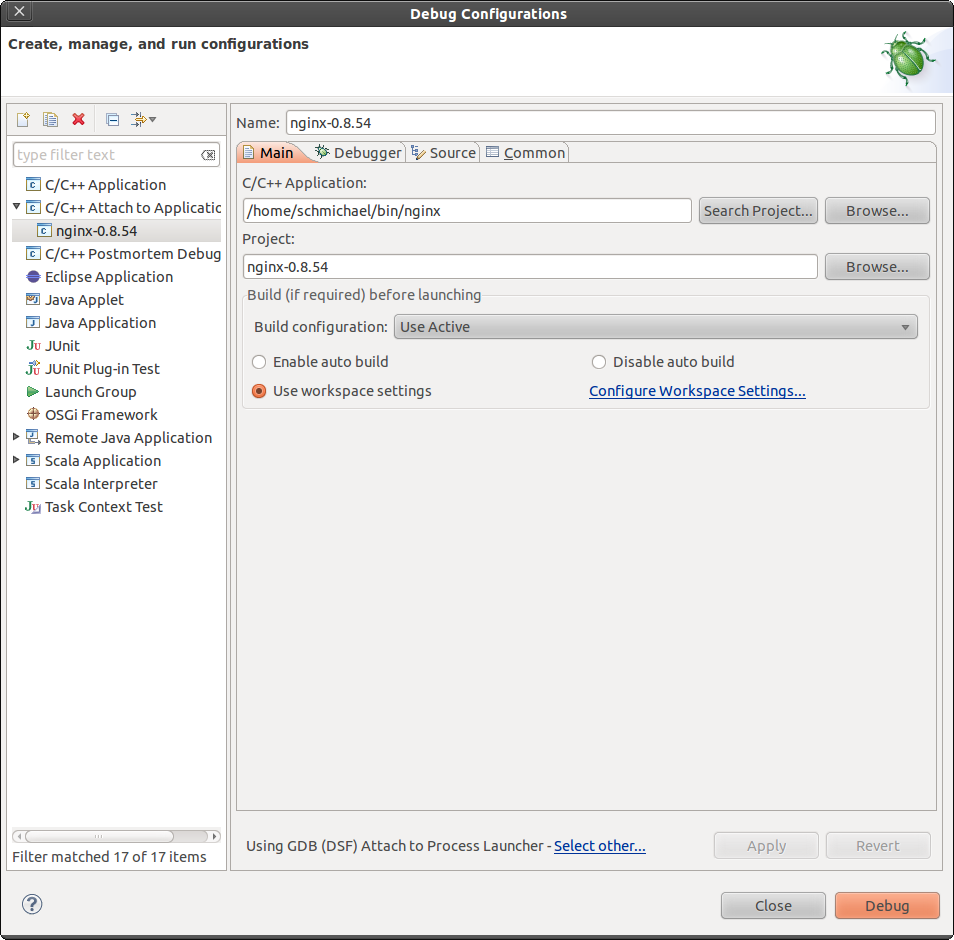 Debug Configurations
Create, manage, and run configurations
Name: nginx-0.8.54
type filter text
C/C++ Application
C/C++ Attach to Applicatio
nginx-0.8.54
C/C++ Postmortem Debug
Eclipse Application
Java Applet
Java Application
JUnit
JUnit Plug-in Test
Launch Group
OSGi Framework
Remote Java Application
Scala Application
Scala Interpreter
Task Context Test
Filter matched 17 of 17 items
Main Debugger Source Common
C/C++ Application:
/home/schmichael/bin/nginx Search Project... Browse...
Project:
nginx-0.8.54 Browse...
Build (if required) before launching
Build configuration: Use Active
Enable auto build Disable auto build
Use workspace settings Configure Workspace Settings...
Using GDB (DSF) Attach to Process Launcher - Select other... Apply Revert
? Close Debug